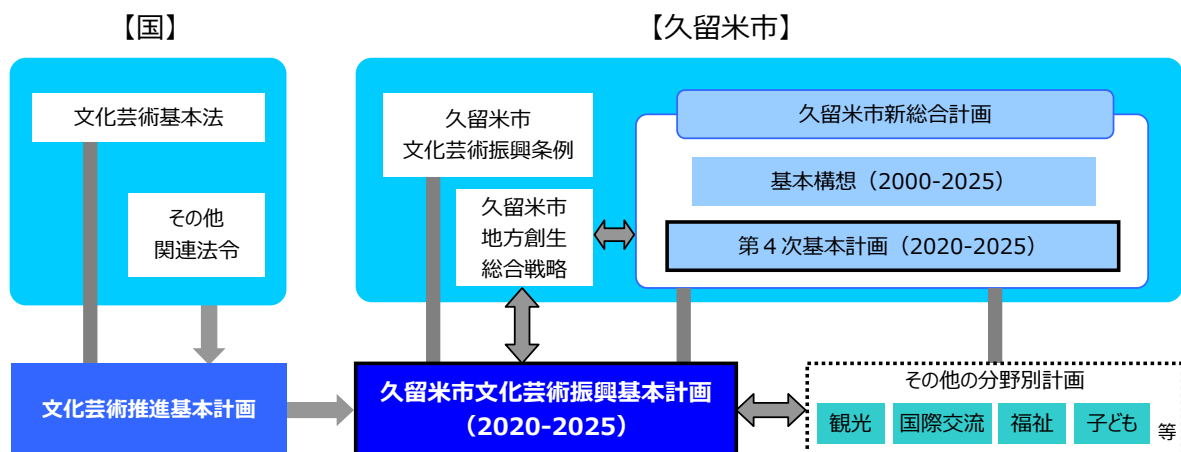 【国】
【久留米市】
文化芸術基本法
その他
関連法令
久留米市
文化芸術振興条例
久留米市
地方創生
総合戦略
久留米市新総合計画
基本構想（2000-2025）
第４次基本計画（2020-2025）
文化芸術推進基本計画
久留米市文化芸術振興基本計画
（2020-2025）
その他の分野別計画
観光 国際交流 福祉 子ども 等